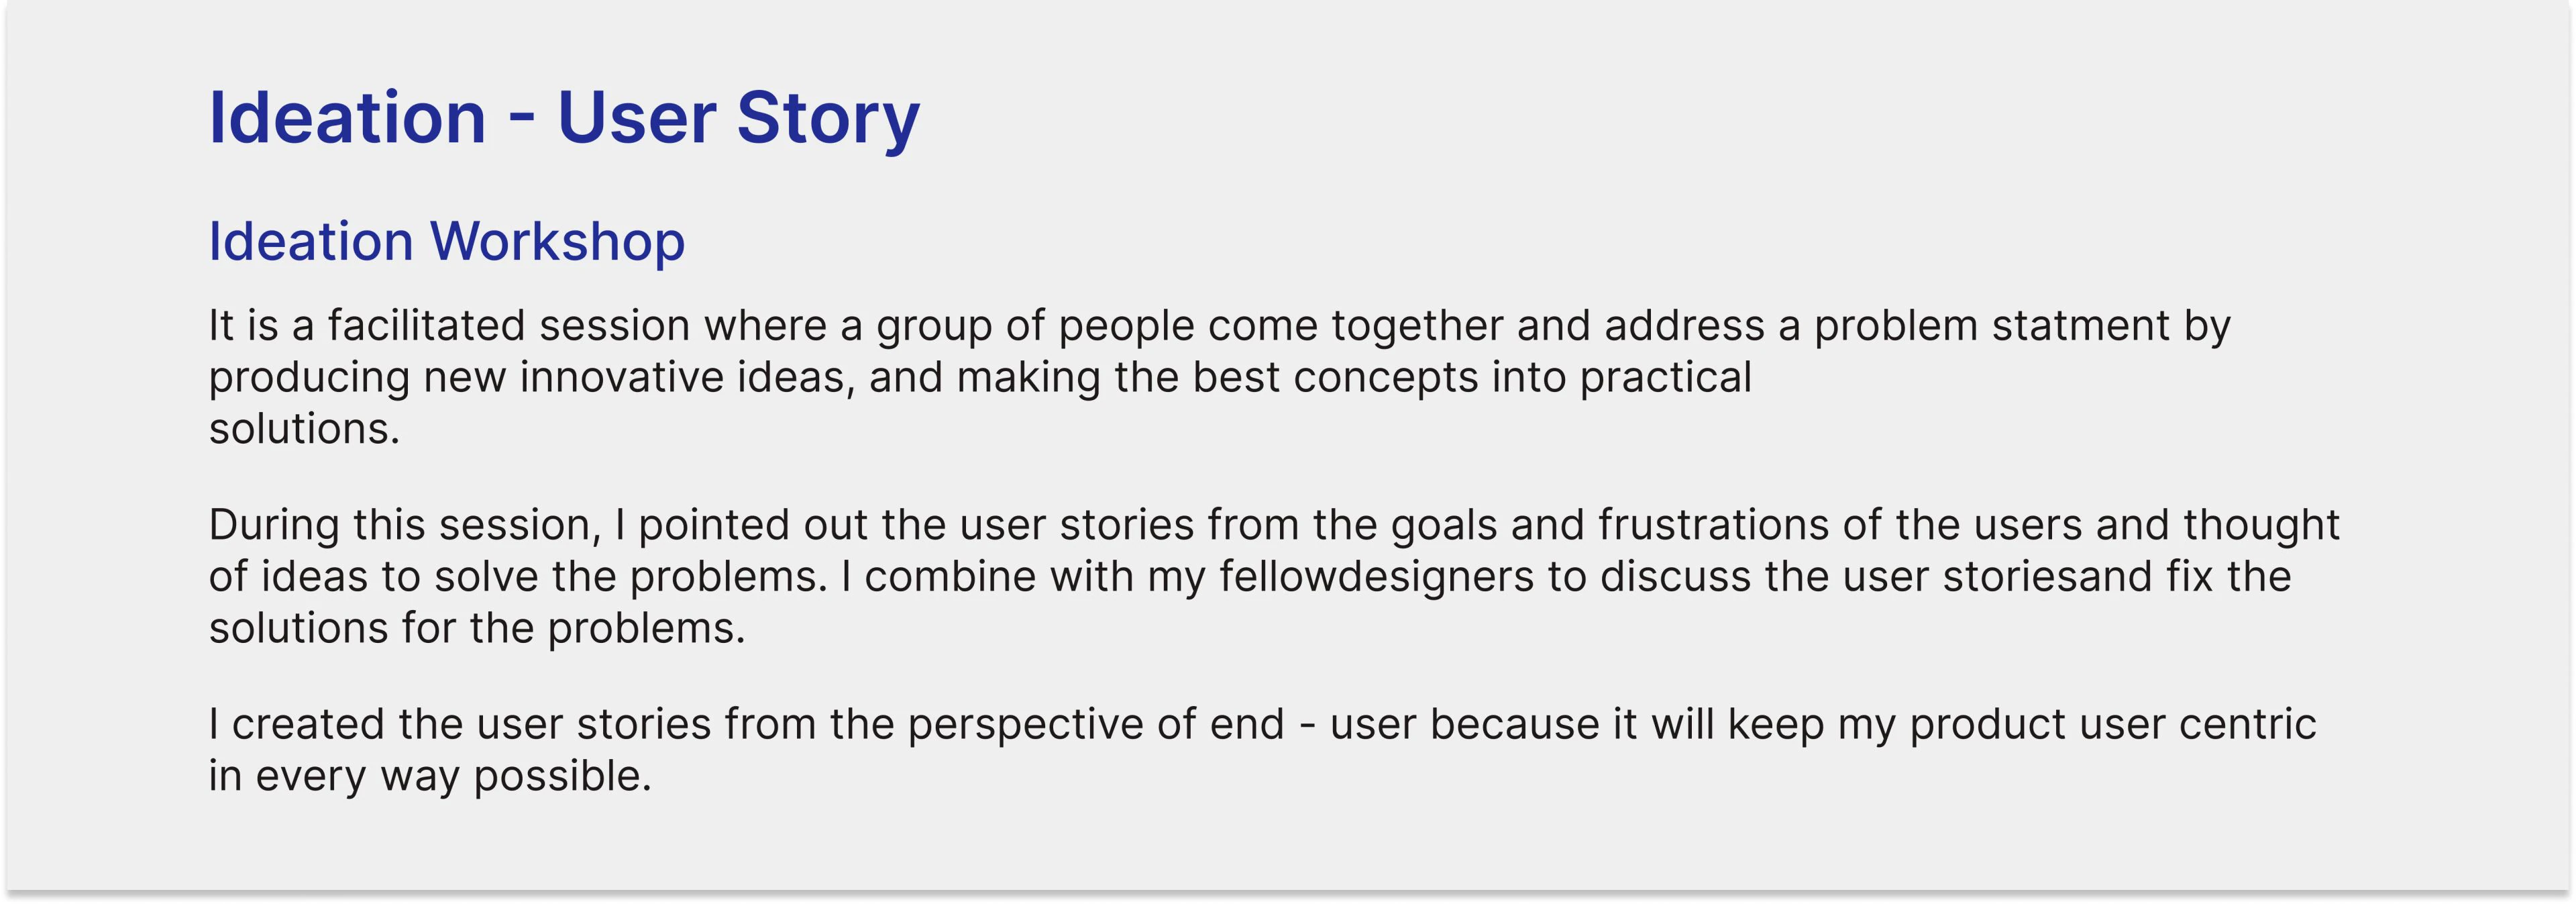 Ideation - User Story
Ideation Workshop
It is a facilitated session where a group of people come together and address a problem statment by
producing new innovative ideas, and making the best concepts into practical
solutions.
During this session, I pointed out the user stories from the goals and frustrations of the users and thought
of ideas to solve the problems. I combine with my fellowdesigners to discuss the user storiesand fix the
solutions for the problems.
I created the user stories from the perspective of end - user because it will keep my product user centric
in every way possible.